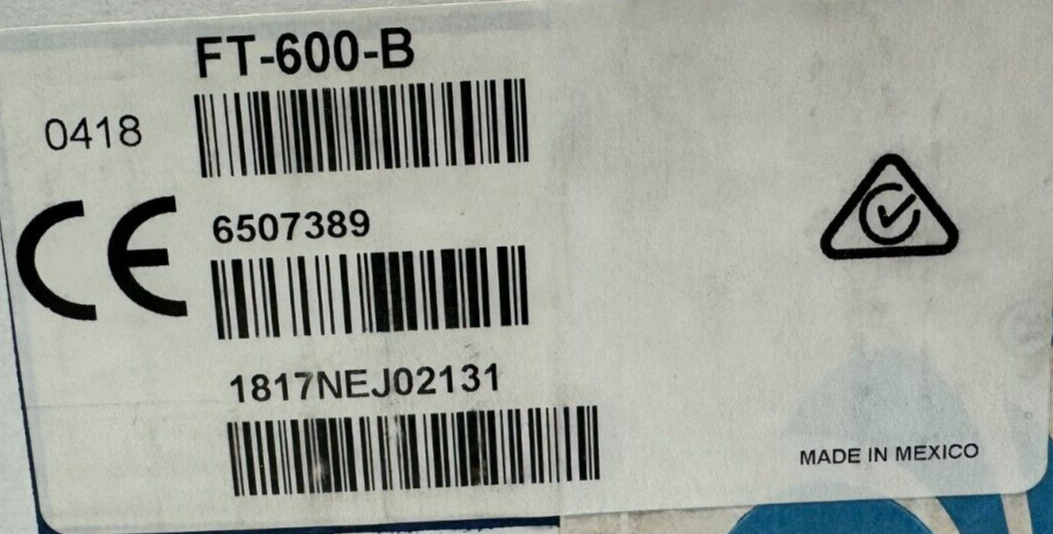 FT-600-B
0418
CE
6507389
1817NEJ02131
MADE IN MEXICO